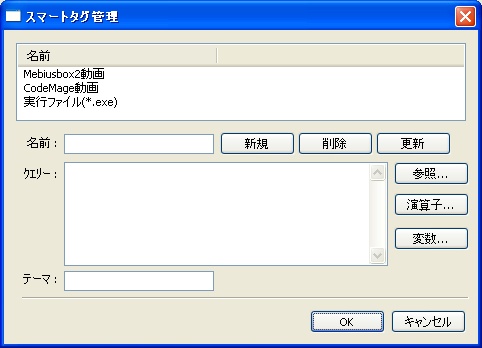 スマートタグ管理
名前
Mebiusbox2動画
CodeMage動画
実行ファイル(*.exe)
名前： 新規 削除 更新
クエリー： 参照...
演算子...
変数...
テーマ：
OK キャンセル